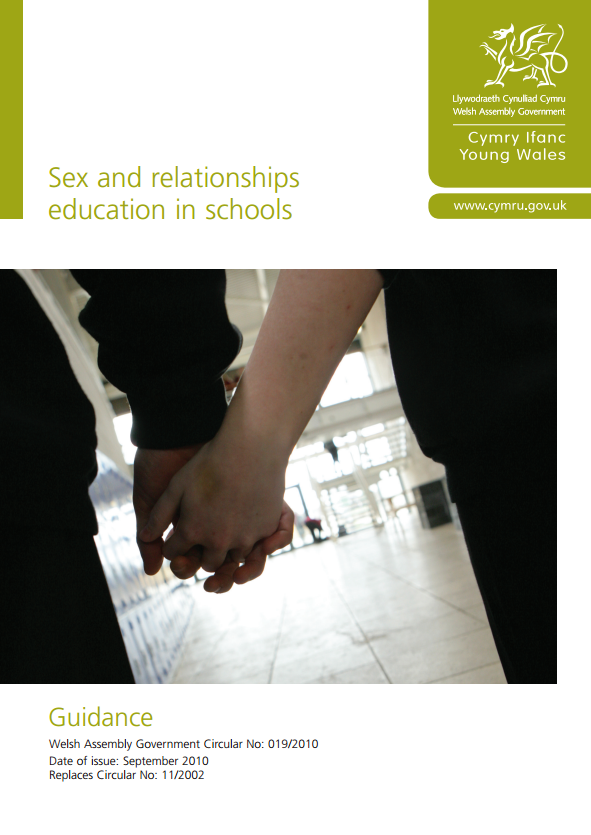 Llywodraeth Cynulliad Cymru
Welsh Assembly Government
Cymry Ifanc
Young Wales
www.cymru.gov.uk
Sex and relationships
education in schools
Guidance
Welsh Assembly Government Circular No: 019/2010
Date of issue: September 2010
Replaces Circular No: 11/2002